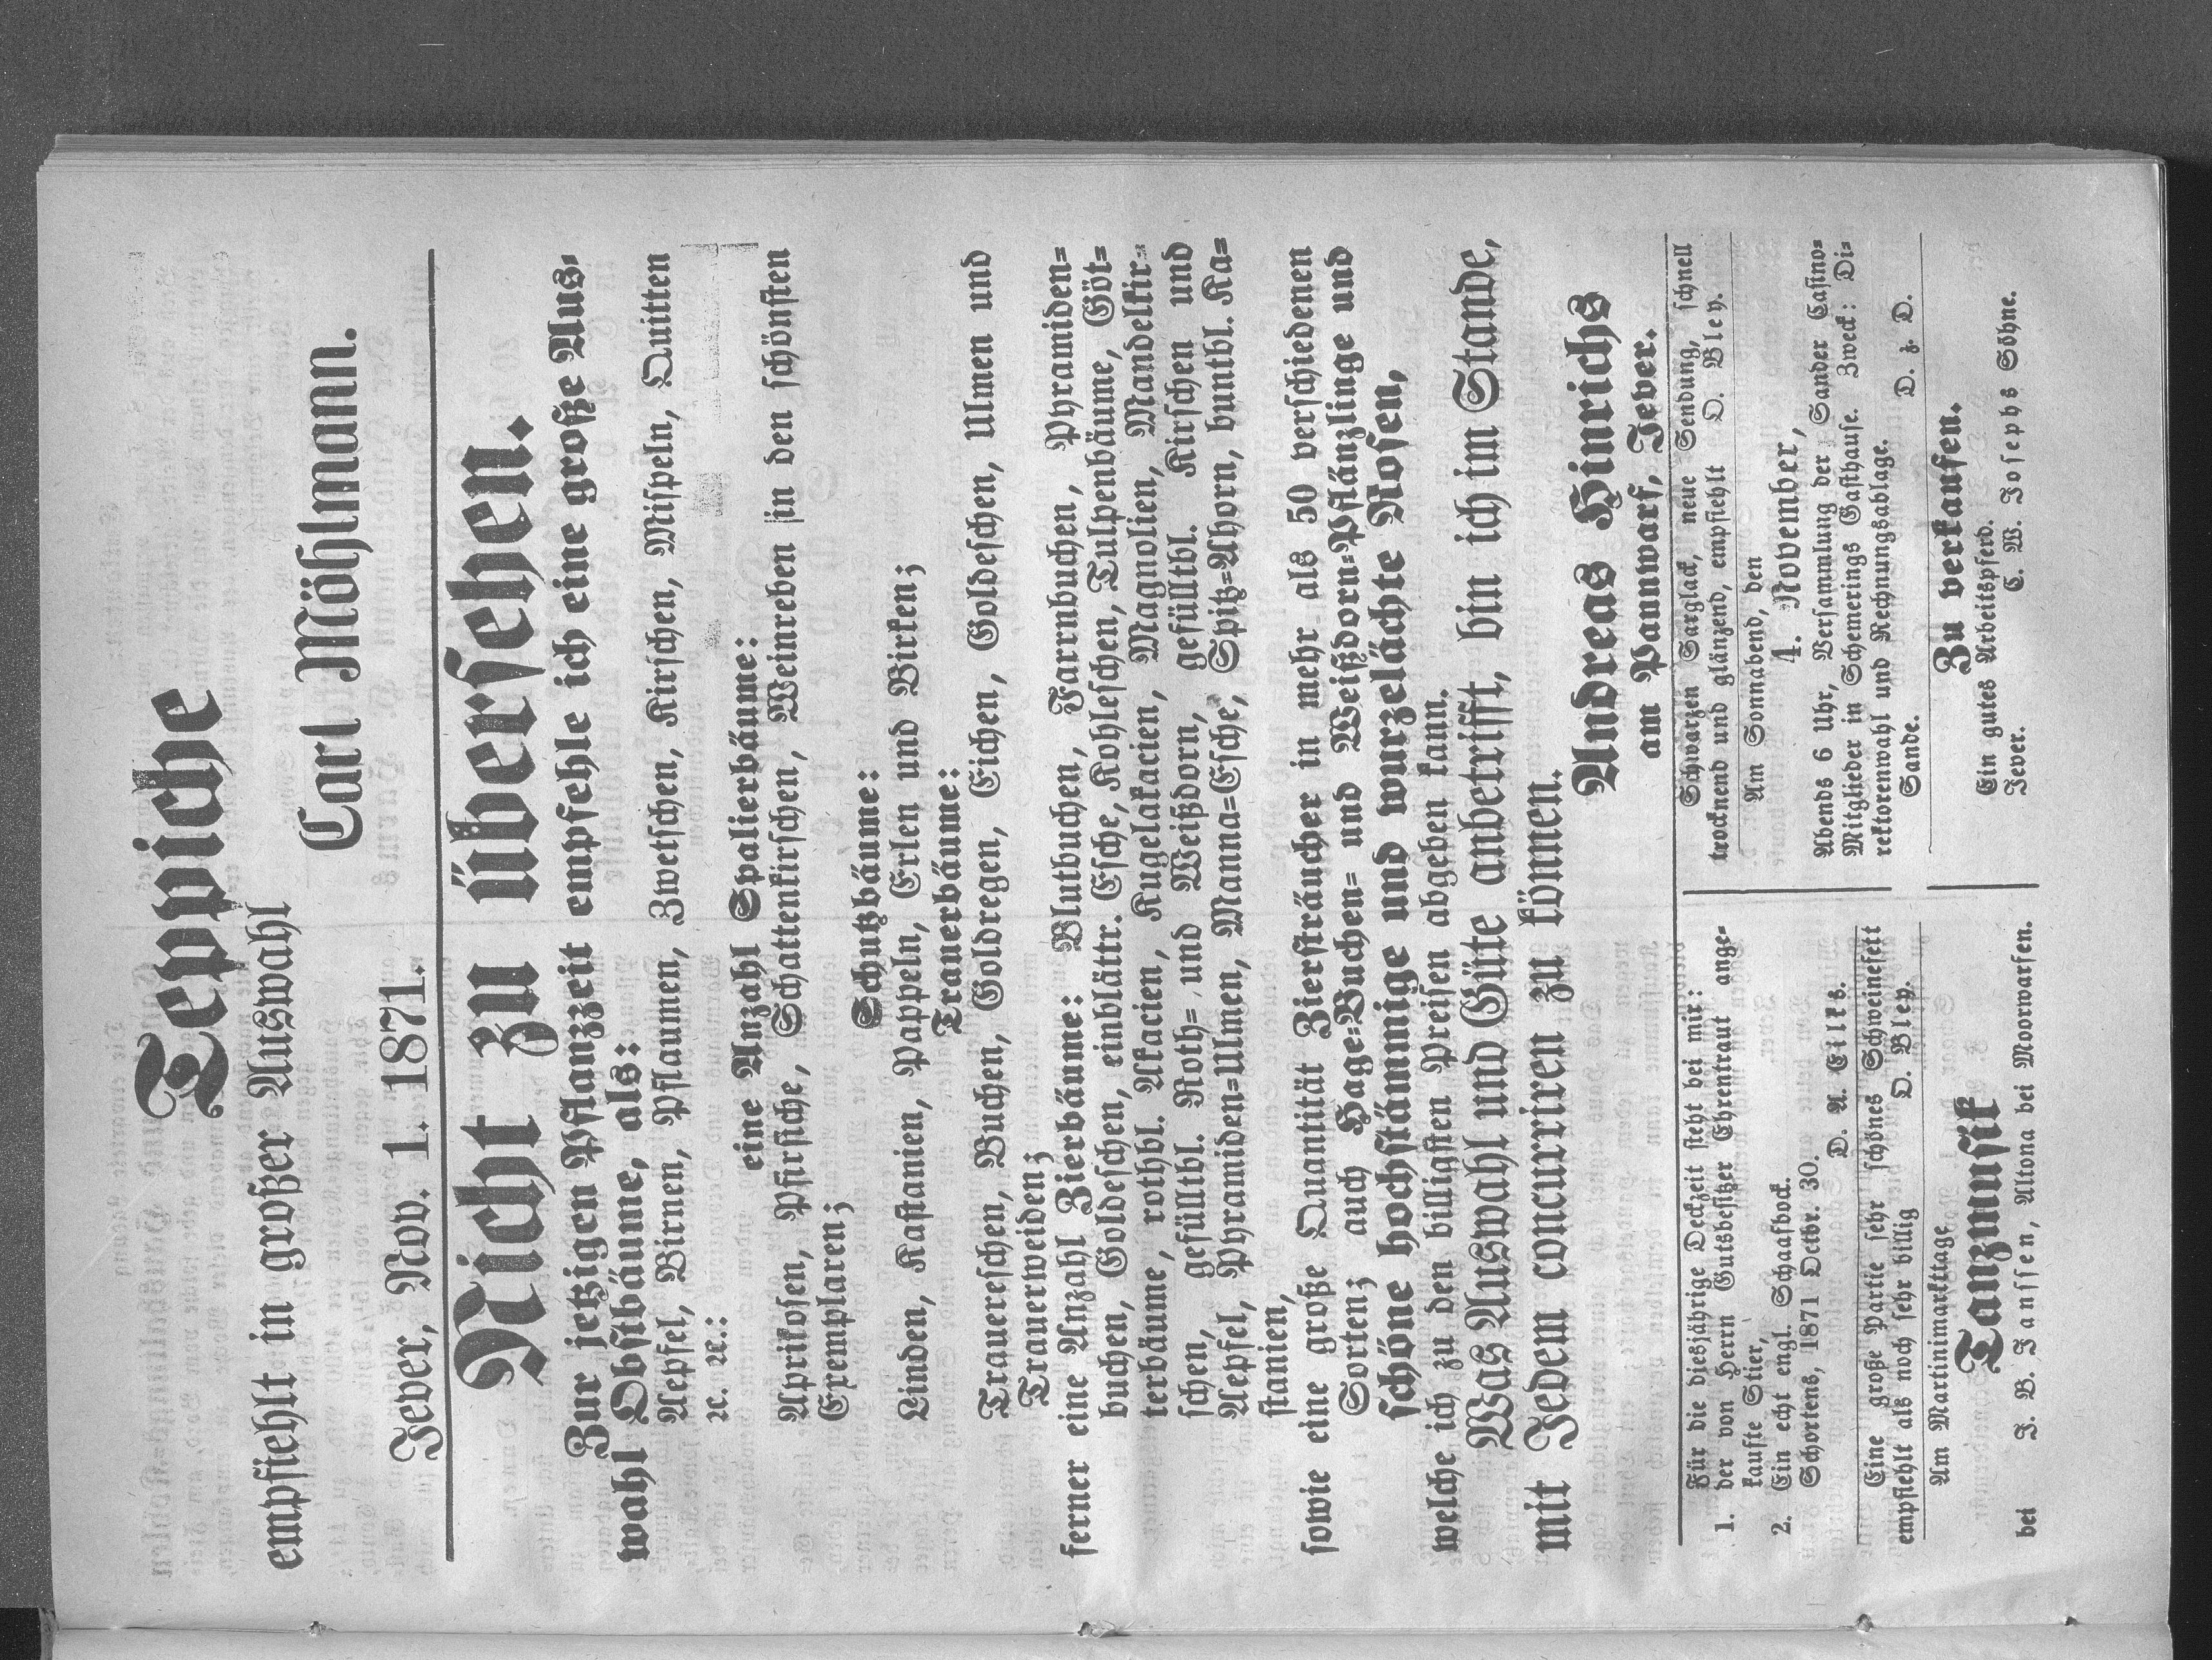 Teppiche
empfiehlt in großer Auswahl
Carl Möhlmann.
Jever, Nov. 1. 1871.
Nicht zu übersehen.
Zur jetzigen Pflanzzeit empfehle ich eine große Aus-
wahl Obstbäume, als:
Aepfel, Birnen, Pflaumen, Zwetschen, Kirschen, Mispeln, Quitten
ꝛc. ꝛc.:
eine Anzahl Spalierbäume:
Aprikosen, Pfirsiche, Schattenkirschen, Weinreben in den schönsten
Exemplaren;
Schutzbäume:
Linden, Kastanien, Pappeln, Erlen und Birken;
Trauerbäume:
Trauereschen, Buchen, Goldregen, Eichen, Goldeschen, Ulmen und
Trauerweiden;
ferner eine Anzahl Zierbäume: Blutbuchen, Farrnbuchen, Pyramiden-
buchen, Goldeschen, einblättr. Esche, Kohleschen, Tulpenbäume, Göt-
terbäume, rothbl. Akacien, Kugelakacien, Magnolien, Mandelkir-
schen, gefülltbl. Roth- und Weißdorn, gefülltbl. Kirschen und
Aepfel, Pyramiden-Ulmen, Manna-Esche, Spitz-Ahorn, buntbl. Ka-
stanien,
sowie eine große Quantität Ziersträucher in mehr als 50 verschiedenen
Sorten; auch Hage-Buchen- und Weißdorn-Pflänzlinge und
schöne hochstämmige und wurzelächte Rosen,
welche ich zu den billigsten Preisen abgeben kann.
Was Auswahl und Güte anbetrifft, bin ich im Stande,
mit Jedem concurriren zu können.
Andreas Hinrichs
am Pannwarf, Jever.
Für die diesjährige Deckzeit steht bei mir:
1. der von Herrn Gutsbesitzer Ehrentraut ange-
kaufte Stier,
2. Ein echt engl. Schaafbock.
Schortens, 1871 Octbr. 30.
D. A. Eilks.
Eine große Partie sehr schönes Schweinefett
empfiehlt als noch sehr billig D. Bley.
Am Martinimarkttage
Tanzmusik
bei J. B. Janssen, Altona bei Moorwarfen.
Schwarzen Sarglack, neue Sendung, schnell
trocknend und glänzend, empfiehlt D. Bley.
Am Sonnabend, den
4. November,
Abends 6 Uhr, Versammlung der Sander Casino-
Mitglieder in Schemerings Gasthause. Zweck: Di-
rektorenwahl und Rechnungsablage.
Sande. D. z. D.
Zu verkaufen.
Ein gutes Arbeitspferd.
Jever. C. W. Josephs Söhne.